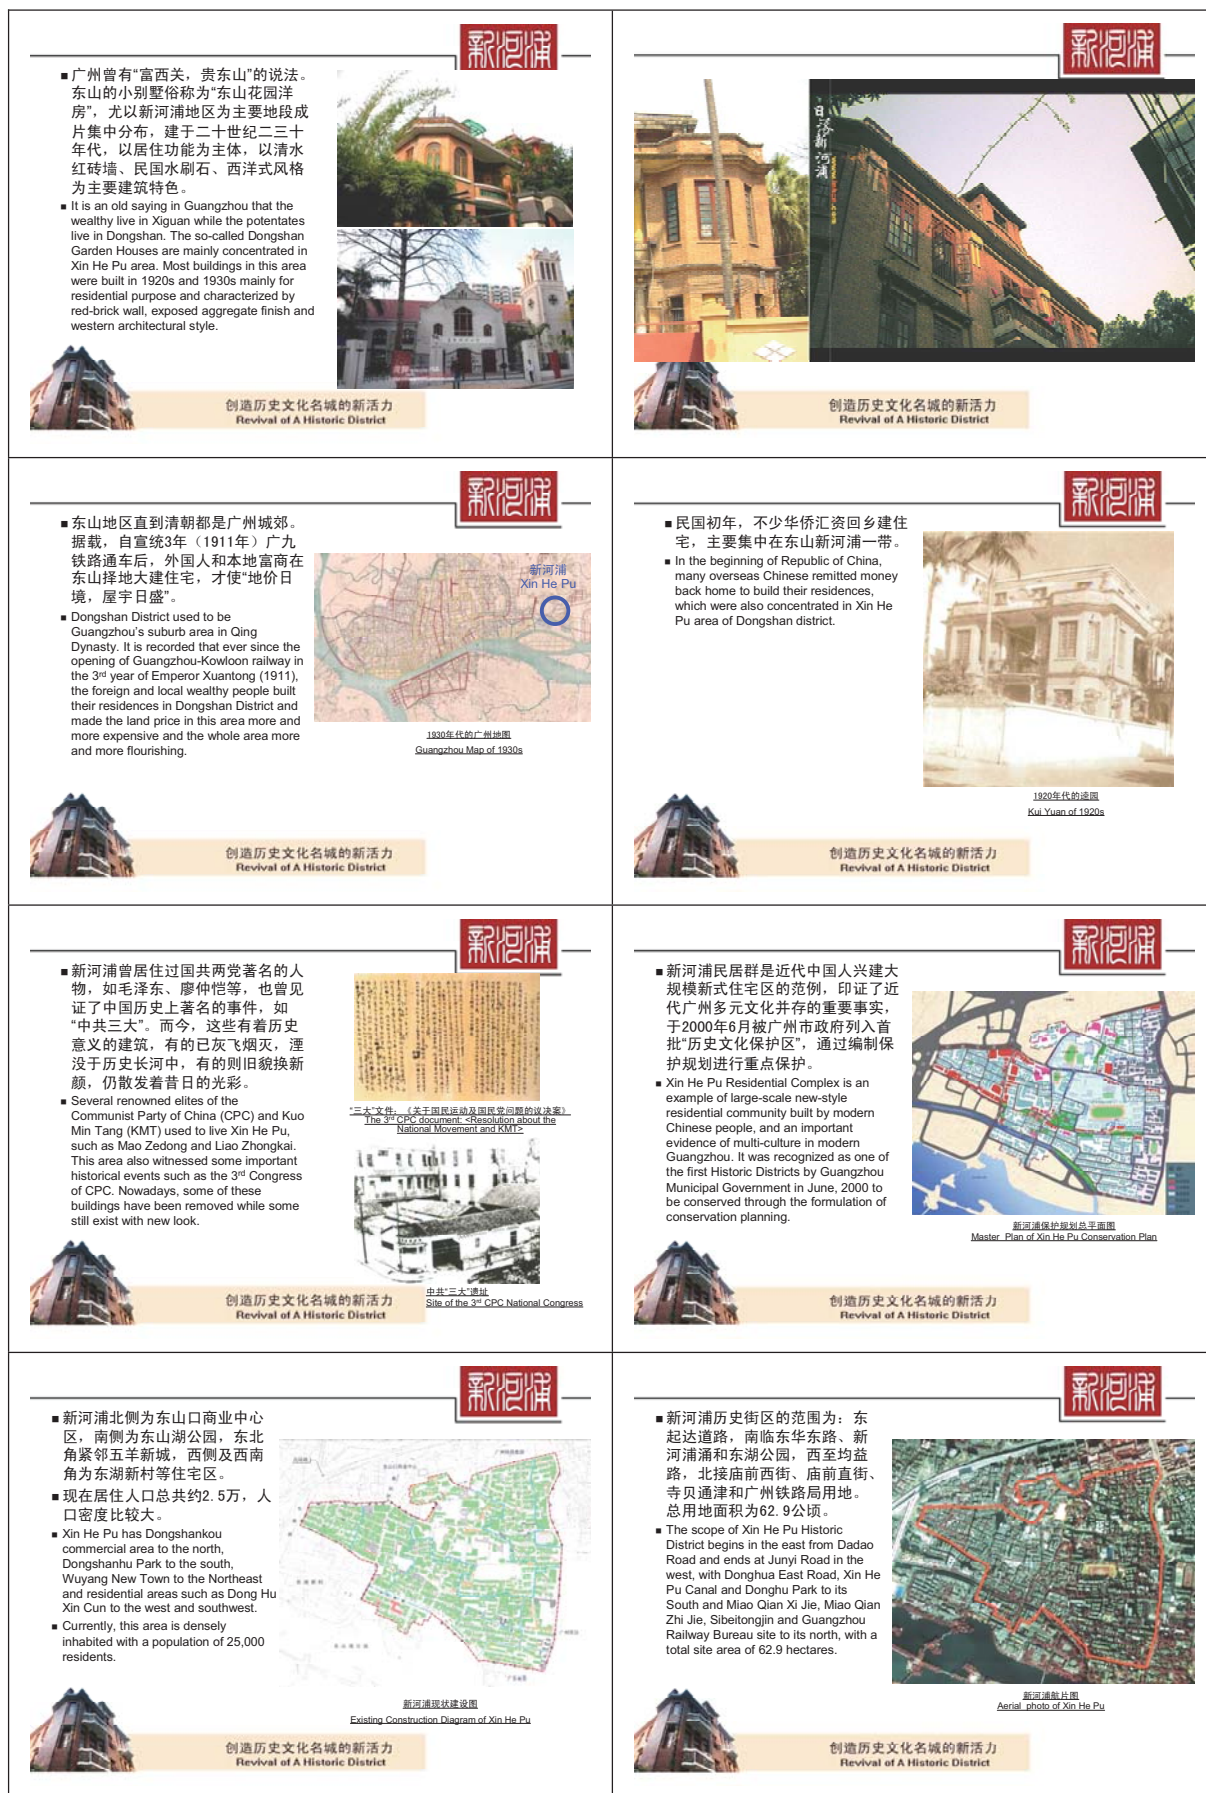 新河浦
■ 广州曾有“富西关，贵东山”的说法。
东山的小别墅俗称为“东山花园洋
房”，尤以新河浦地区为主要地段成
片集中分布，建于二十世纪二三十
年代，以居住功能为主体，以清水
红砖墙、民国水刷石、西洋式风格
为主要建筑特色。
■ It is an old saying in Guangzhou that the
wealthy live in Xiguan while the potentates
live in Dongshan. The so-called Dongshan
Garden Houses are mainly concentrated in
Xin He Pu area. Most buildings in this area
were built in 1920s and 1930s mainly for
residential purpose and characterized by
red-brick wall, exposed aggregate finish and
western architectural style.
创造历史文化名城的新活力
Revival of A Historic District
新河浦
新河浦
创造历史文化名城的新活力
Revival of A Historic District
新河浦
■ 东山地区直到清朝都是广州城郊。
据载，自宣统3年（1911年）广九
铁路通车后，外国人和本地富商在
东山择地大建住宅，才使“地价日
境，屋宇日盛”。
■ Dongshan District used to be
Guangzhou's suburb area in Qing
Dynasty. It is recorded that ever since the
opening of Guangzhou-Kowloon railway in
the 3rd year of Emperor Xuantong (1911),
the foreign and local wealthy people built
their residences in Dongshan District and
made the land price in this area more and
more expensive and the whole area more
and more flourishing.
新河浦
Xin He Pu
1930年代的广州地图
Guangzhou Map of 1930s
创造历史文化名城的新活力
Revival of A Historic District
新河浦
■ 民国初年，不少华侨汇资回乡建住
宅，主要集中在东山新河浦一带。
■ In the beginning of Republic of China,
many overseas Chinese remitted money
back home to build their residences,
which were also concentrated in Xin He
Pu area of Dongshan district.
1920年代的逵园
Kui Yuan of 1920s
创造历史文化名城的新活力
Revival of A Historic District
新河浦
■ 新河浦曾居住过国共两党著名的人
物，如毛泽东、廖仲恺等，也曾见
证了中国历史上著名的事件，如
“中共三大”。而今，这些有着历史
意义的建筑，有的已灰飞烟灭，湮
没于历史长河中，有的则旧貌换新
颜，仍散发着昔日的光彩。
■ Several renowned elites of the
Communist Party of China (CPC) and Kuo
Min Tang (KMT) used to live Xin He Pu,
such as Mao Zedong and Liao Zhongkai.
This area also witnessed some important
historical events such as the 3rd Congress
of CPC. Nowadays, some of these
buildings have been removed while some
still exist with new look.
“三大”文件：《关于国民运动及国民党问题的议决案》
The 3rd CPC document: <Resolution about the
National Movement and KMT>
中共“三大”遗址
Site of the 3rd CPC National Congress
创造历史文化名城的新活力
Revival of A Historic District
新河浦
■ 新河浦民居群是近代中国人兴建大
规模新式住宅区的范例，印证了近
代广州多元文化并存的重要事实，
于2000年6月被广州市政府列入首
批“历史文化保护区”，通过编制保
护规划进行重点保护。
■ Xin He Pu Residential Complex is an
example of large-scale new-style
residential community built by modern
Chinese people, and an important
evidence of multi-culture in modern
Guangzhou. It was recognized as one of
the first Historic Districts by Guangzhou
Municipal Government in June, 2000 to
be conserved through the formulation of
conservation planning.
新河浦保护规划总平面图
Master Plan of Xin He Pu Conservation Plan
创造历史文化名城的新活力
Revival of A Historic District
新河浦
■ 新河浦北侧为东山口商业中心
区，南侧为东山湖公园，东北
角紧邻五羊新城，西侧及西南
角为东湖新村等住宅区。
■ 现在居住人口总共约2.5万，人
口密度比较大。
■ Xin He Pu has Dongshankou
commercial area to the north,
Dongshanhu Park to the south,
Wuyang New Town to the Northeast
and residential areas such as Dong Hu
Xin Cun to the west and southwest.
■ Currently, this area is densely
inhabited with a population of 25,000
residents.
新河浦现状建设图
Existing Construction Diagram of Xin He Pu
创造历史文化名城的新活力
Revival of A Historic District
新河浦
■ 新河浦历史街区的范围为：东
起达道路，南临东华东路、新
河浦涌和东湖公园，西至均益
路，北接庙前西街、庙前直街、
寺贝通津和广州铁路局用地。
总用地面积为62.9公顷。
■ The scope of Xin He Pu Historic
District begins in the east from Dadao
Road and ends at Junyi Road in the
west, with Donghua East Road, Xin He
Pu Canal and Donghu Park to its
South and Miao Qian Xi Jie, Miao Qian
Zhi Jie, Sibeitongjin and Guangzhou
Railway Bureau site to its north, with a
total site area of 62.9 hectares.
新河浦航片图
Aerial photo of Xin He Pu
创造历史文化名城的新活力
Revival of A Historic District